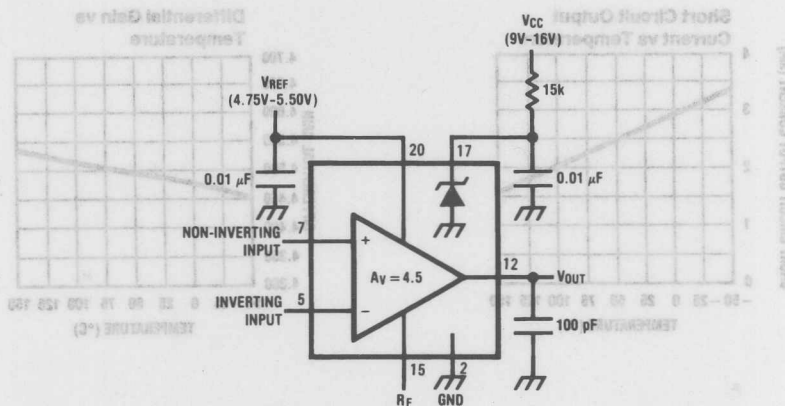 VCC
(9V–16V)
15k
VREF
(4.75V–5.50V)
20
17
0.01 μF
0.01 μF
7
NON-INVERTING
INPUT
+
AV = 4.5
12
VOUT
5
INVERTING
INPUT
−
100 pF
15
2
RF
GND